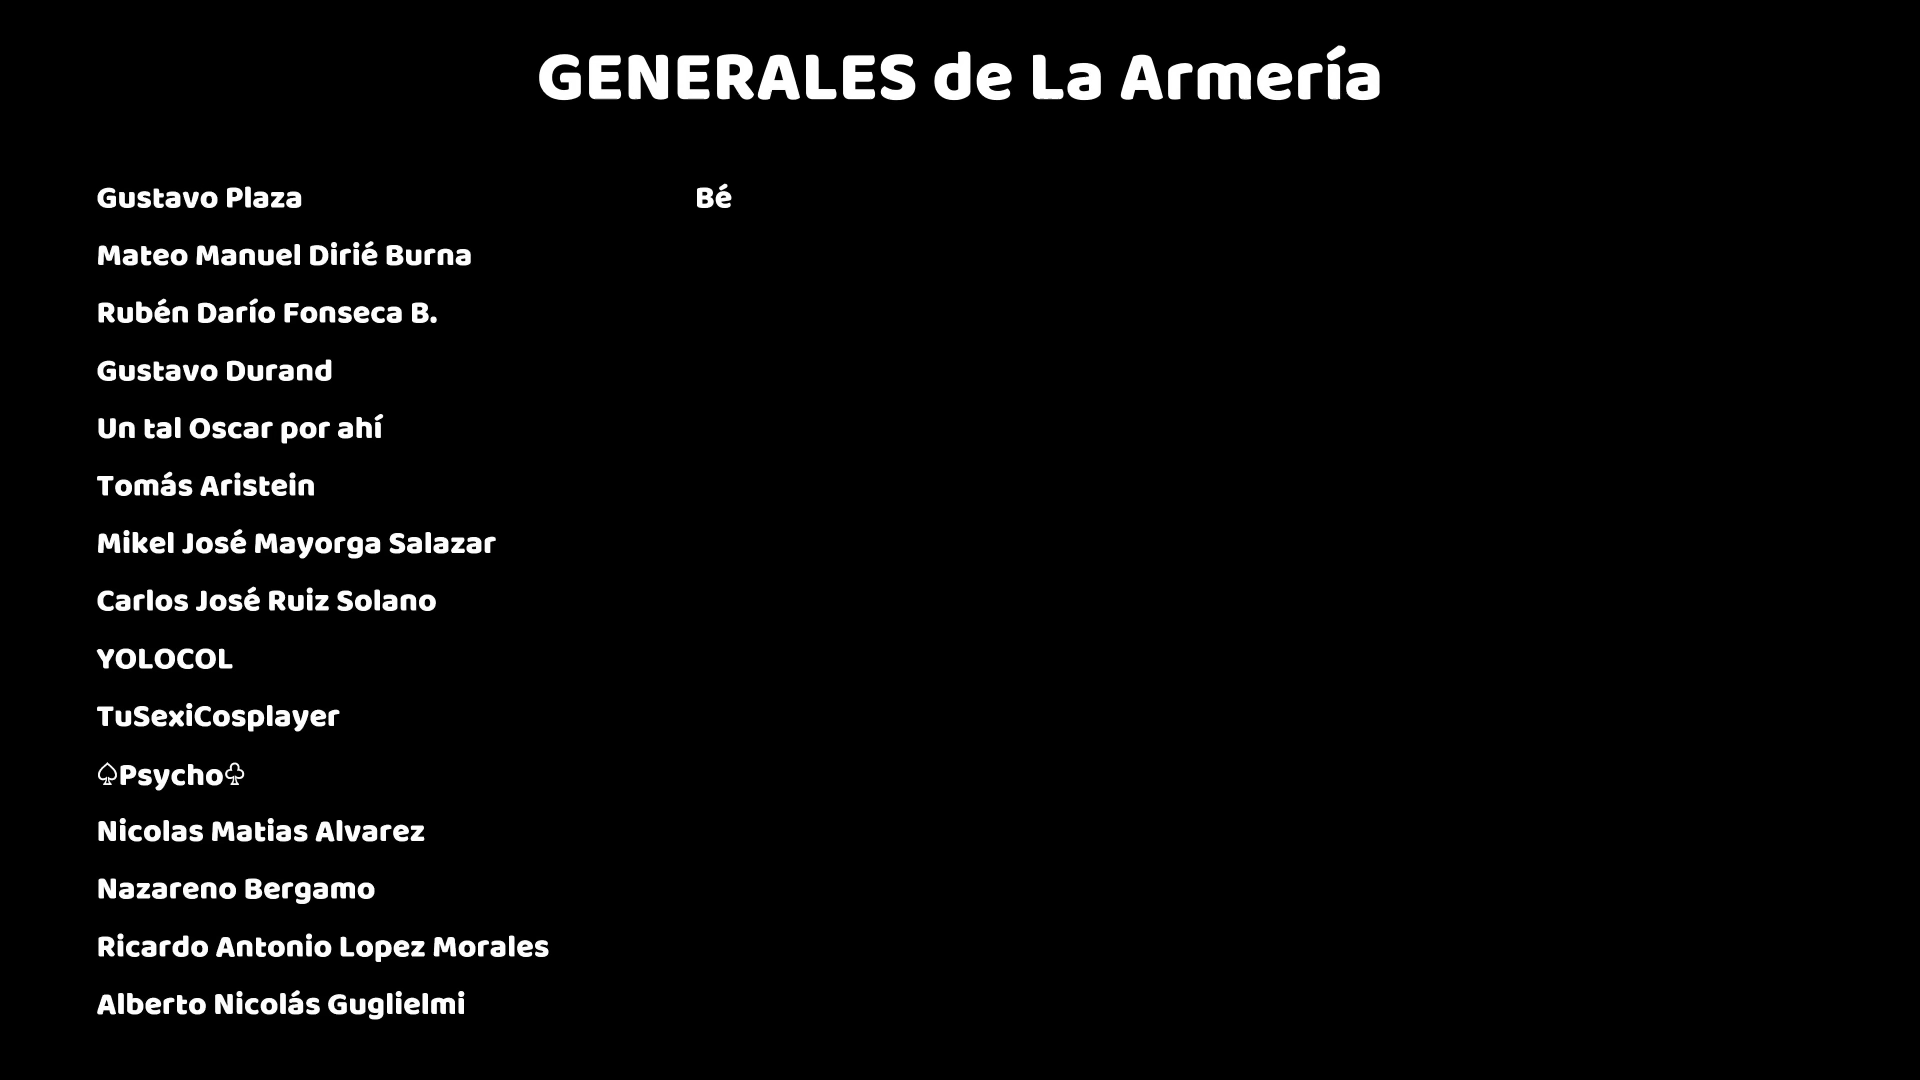 GENERALES de La Armería
Gustavo Plaza
Mateo Manuel Dirié Burna
Rubén Darío Fonseca B.
Gustavo Durand
Un tal Oscar por ahí
Tomás Aristein
Mikel José Mayorga Salazar
Carlos José Ruiz Solano
YOLOCOL
TuSexiCosplayer
♤Psycho♧
Nicolas Matias Alvarez
Nazareno Bergamo
Ricardo Antonio Lopez Morales
Alberto Nicolás Guglielmi
Bé